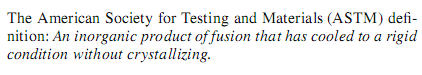 The American Society for Testing and Materials (ASTM) defi-
nition: An inorganic product of fusion that has cooled to a rigid
condition without crystallizing.